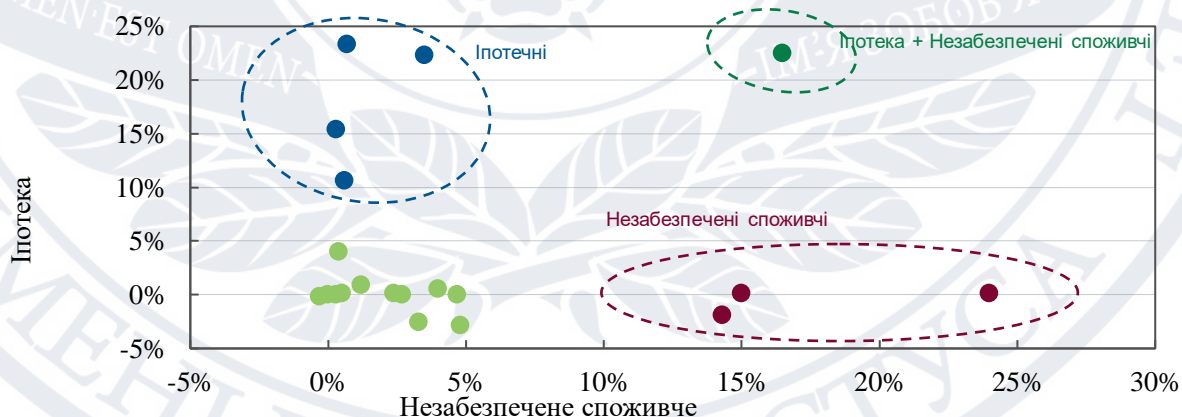 25%
20%
15%
10%
5%
0%
-5%
Іпотека
Іпотечні
Іпотека + Незабезпечені споживчі
Незабезпечені споживчі
-5% 0% 5% 10% 15% 20% 25% 30%
Незабезпечене споживче